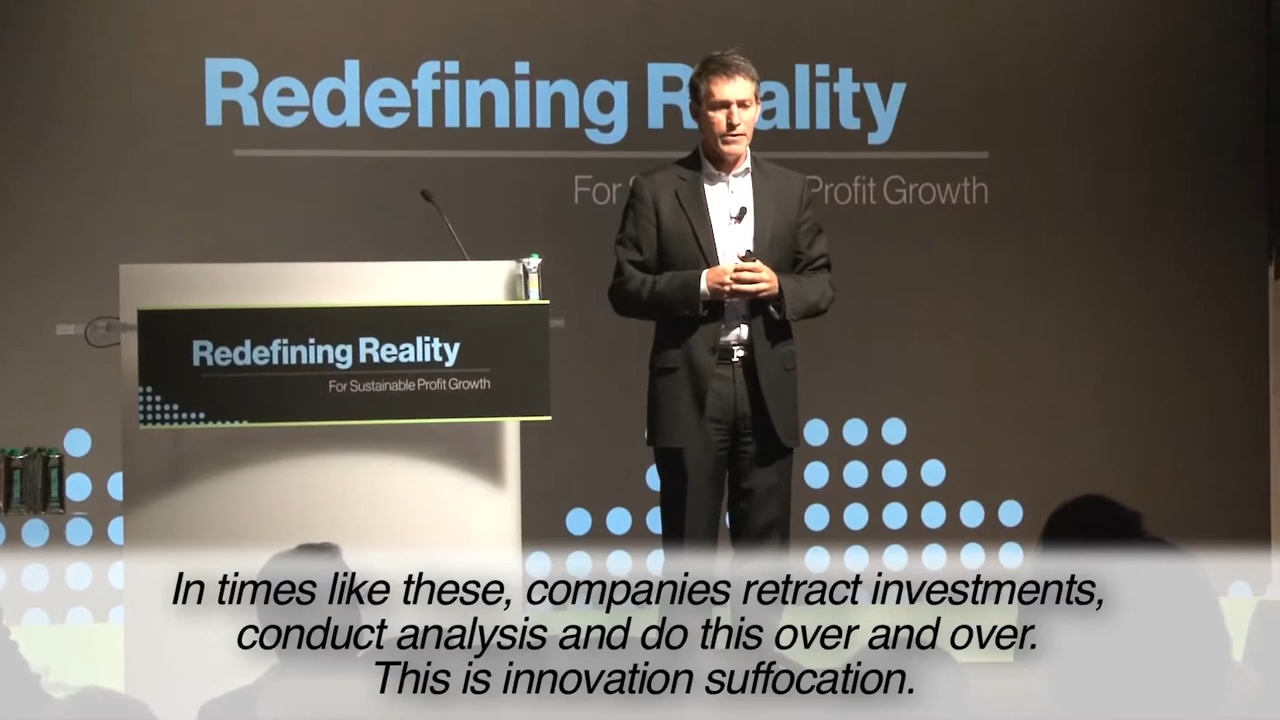 Redefining R ality
For S Profit Growth
Redefining Reality
For Sustainable Profit Growth
In times like these, companies retract investments,
conduct analysis and do this over and over.
This is innovation suffocation.